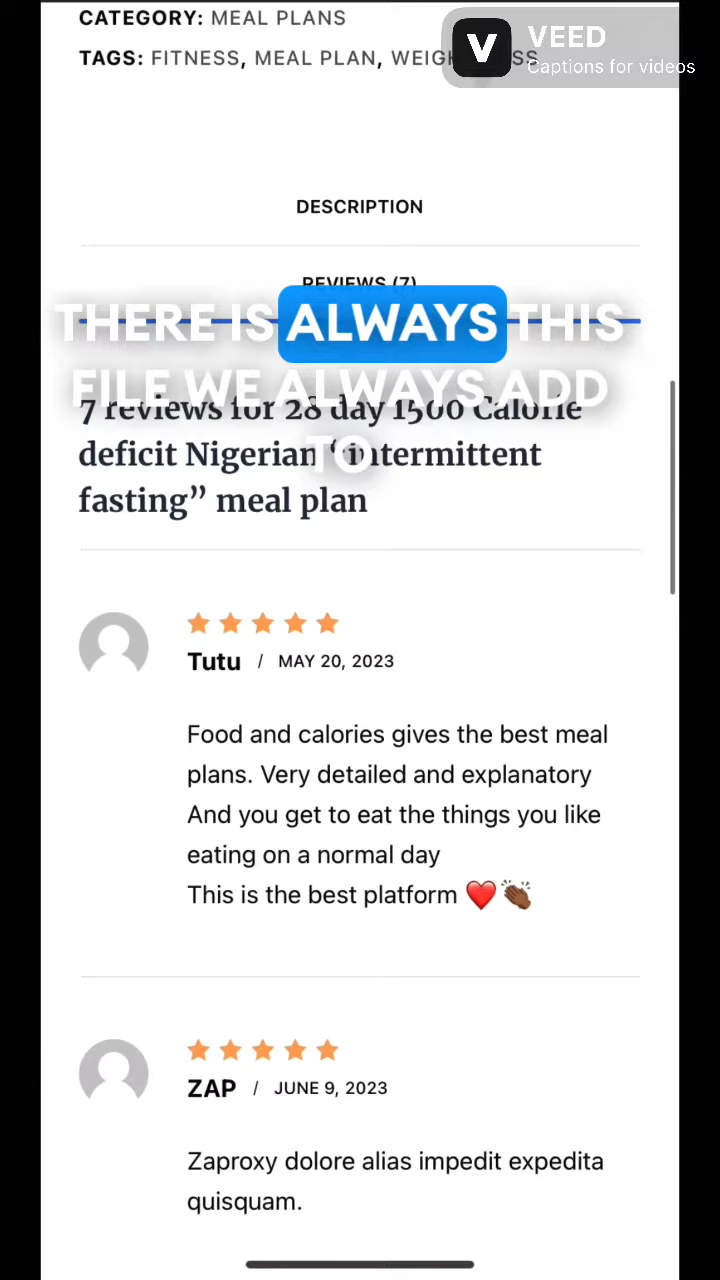 CATEGORY: MEAL PLANS
TAGS: FITNESS, MEAL PLAN,
VEED
Captions for videos
DESCRIPTION
REVIEWS (7)
THERE IS ALWAYS THIS
FILE WE ALWAYS ADD
TO
7 reviews for 28 day 1500 Calorie
deficit Nigerian “intermittent
fasting” meal plan
Tutu / MAY 20, 2023
Food and calories gives the best meal
plans. Very detailed and explanatory
And you get to eat the things you like
eating on a normal day
This is the best platform ❤️👏🏾
ZAP / JUNE 9, 2023
Zaproxy dolore alias impedit expedita
quisquam.